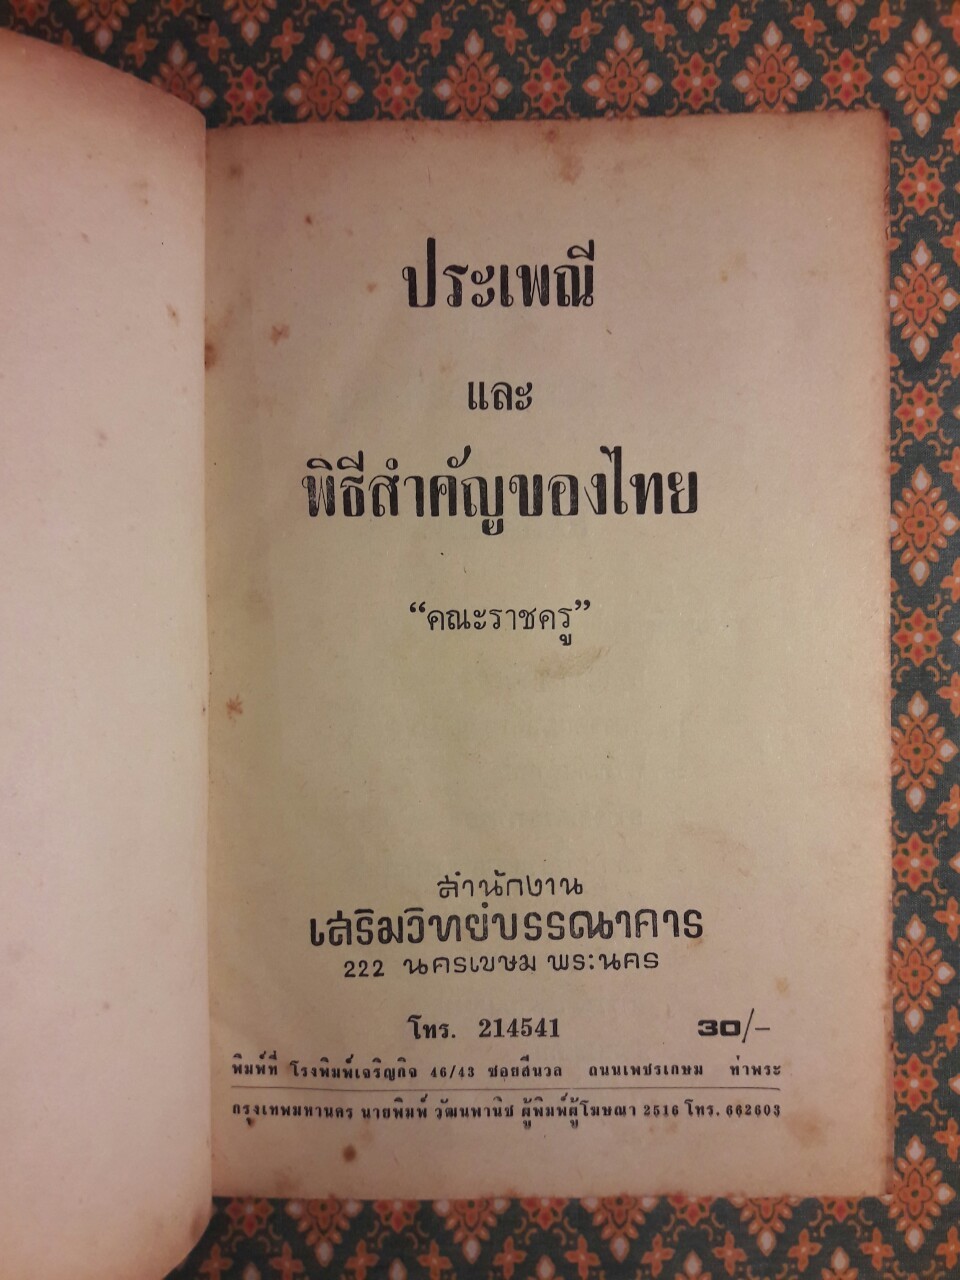 ประเพณี
และ
พิธีสำคัญของไทย
“คณะราชครู”
สำนักงาน
เสริมวิทย์บรรณาคาร
222 นครเขษม พระนคร
โทร. 214541 30/-
พิมพ์ที่ โรงพิมพ์เจริญกิจ 46/43 ซอยสีนวล ถนนเพชรเกษม ท่าพระ
กรุงเทพมหานคร นายพิมพ์ วัฒนพานิช ผู้พิมพ์ผู้โฆษณา 2516 โทร. 662603